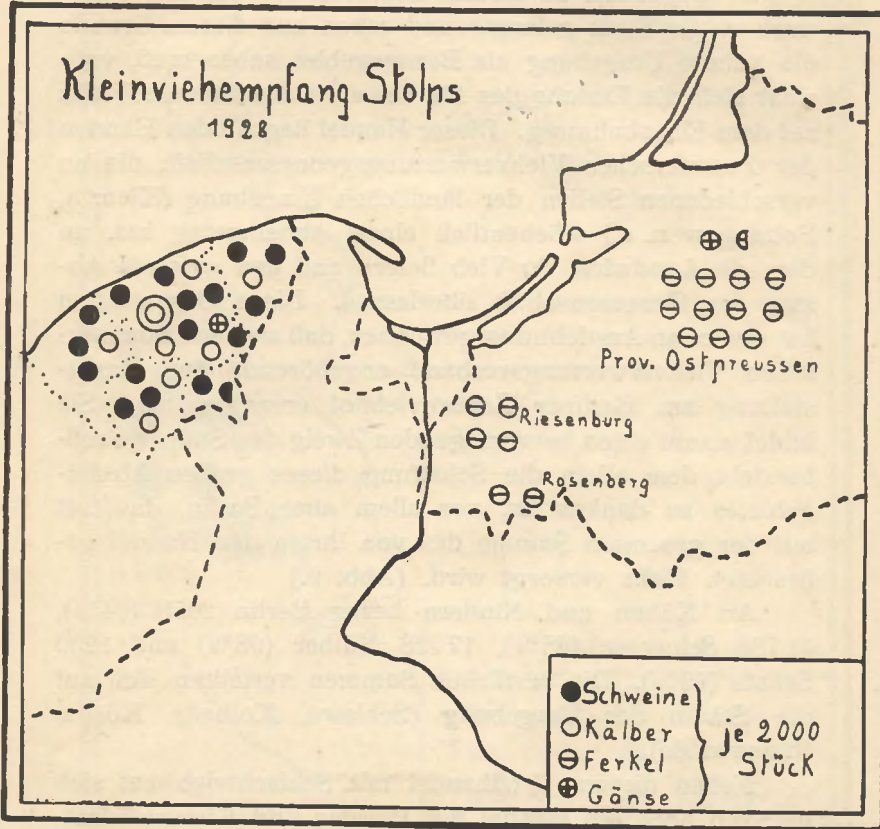 Kleinviehempfang Stolps
1928
Prov. Ostpreussen
Riesenburg
Rosenberg
Schweine
Kälber
Ferkel
Gänse
je 2000
Stück